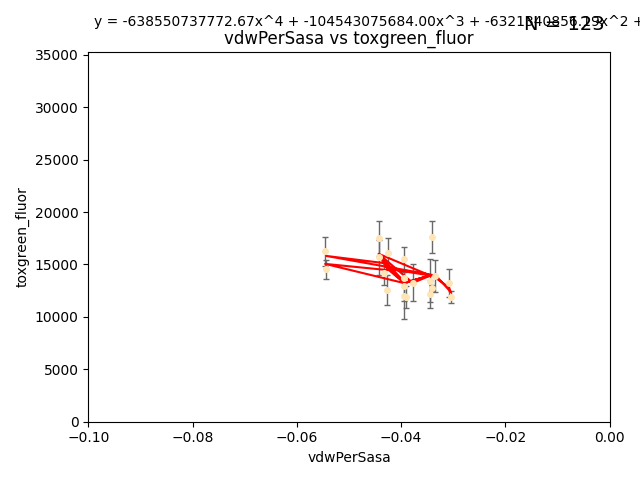 y = -638550737772.67x^4 + -104543075684.00x^3 +
N = 123
vdwPerSasa vs toxgreen_fluor
35000
30000
25000
20000
15000
10000
5000
0
toxgreen_fluor
−0.10
−0.08
−0.06
−0.04
−0.02
0.00
vdwPerSasa